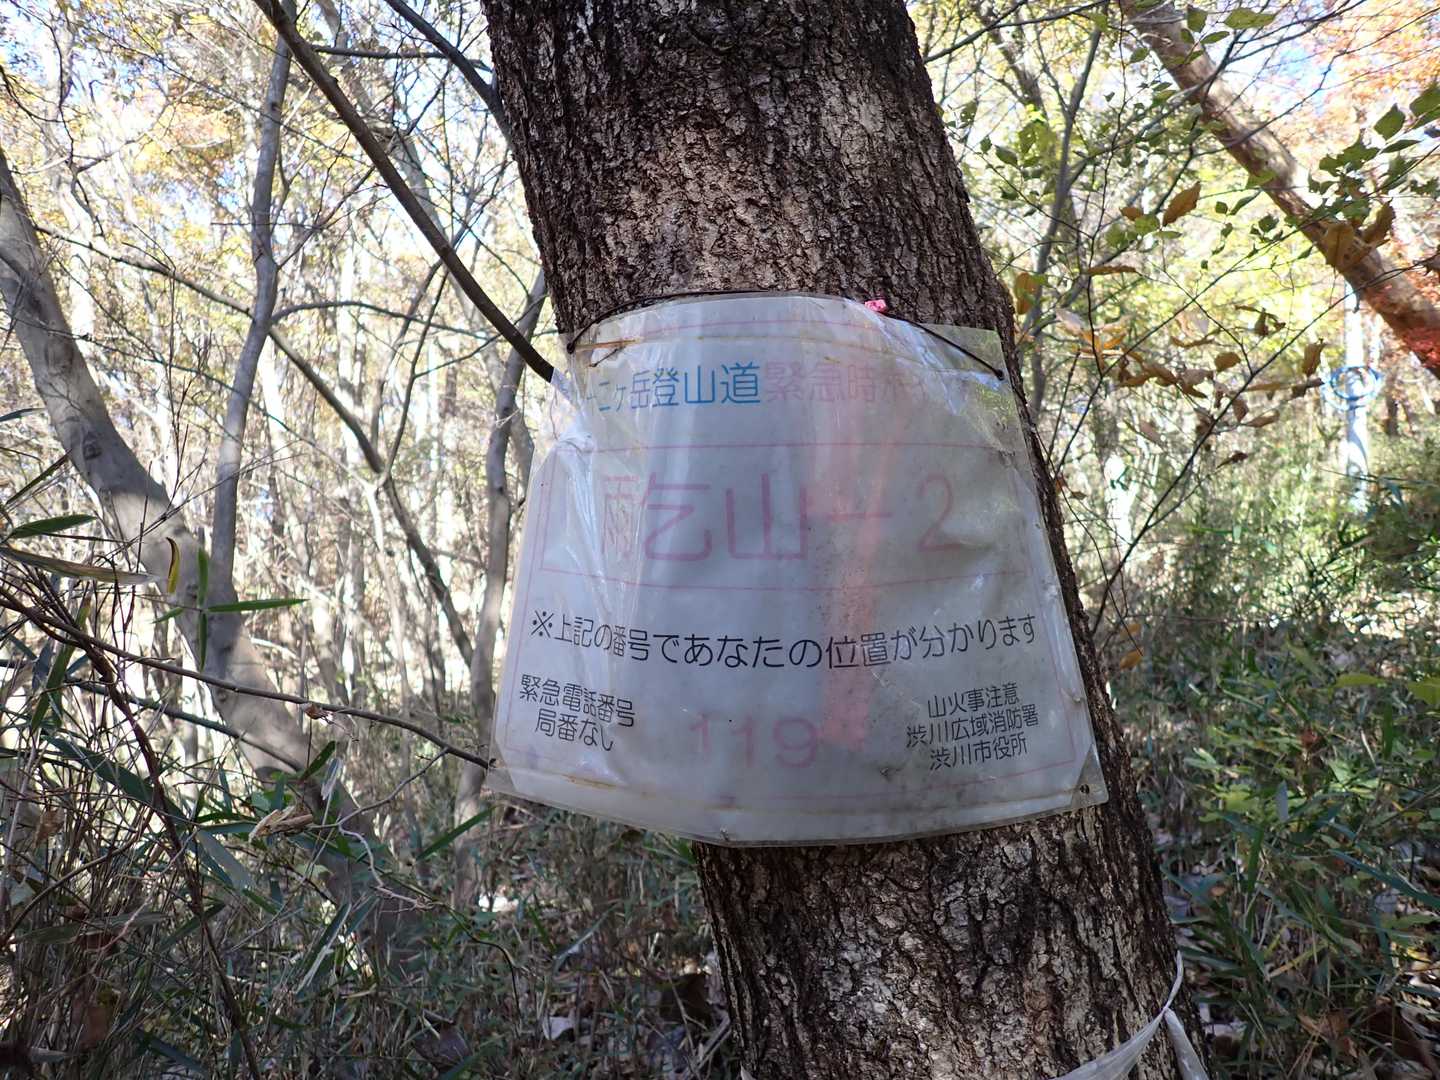 十二ヶ岳登山道緊急時
雨乞山－2
※上記の番号であなたの位置が分かります
緊急電話番号
局番なし
119
山火事注意
渋川広域消防署
渋川市役所